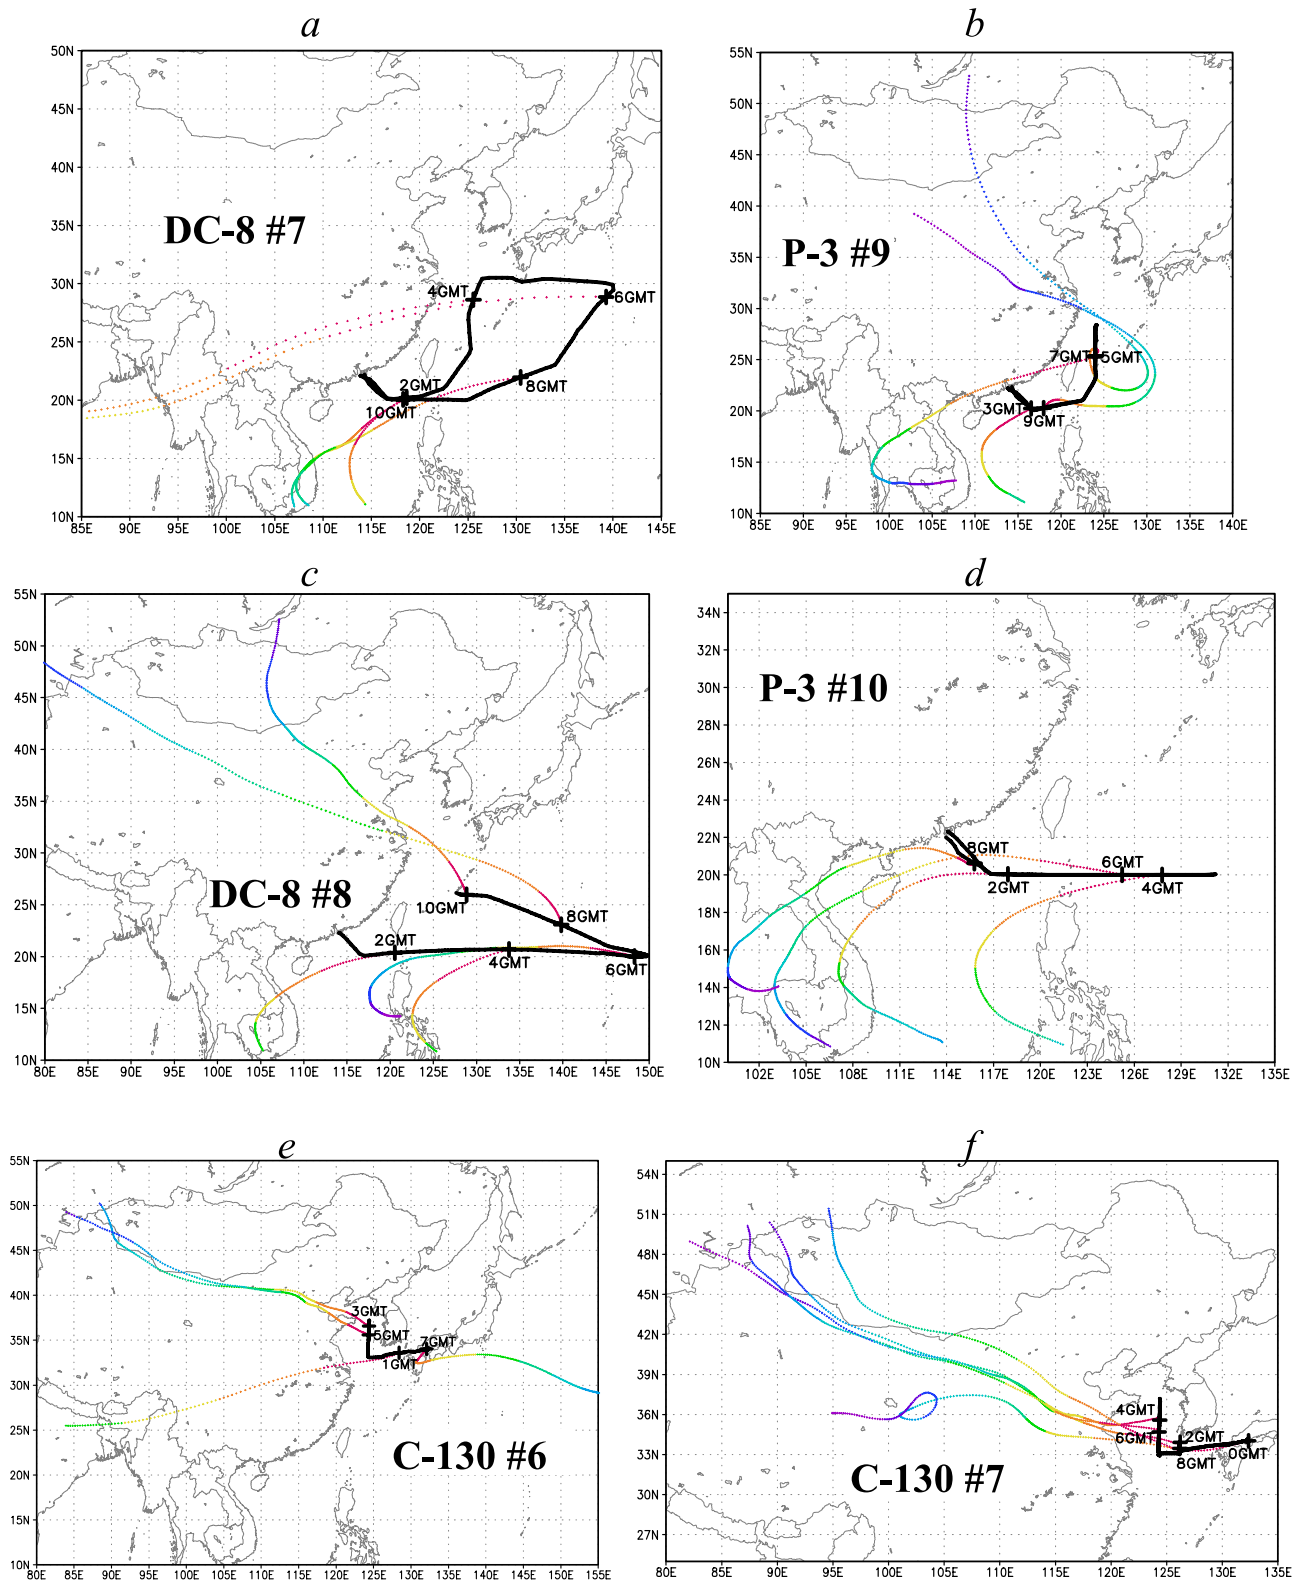 a
50N
45N
40N
35N
30N
25N
20N
15N
10N
85E 90E 95E 100E 105E 110E 115E 120E 125E 130E 135E 140E 145E
DC-8 #7
4GMT
6GMT
2GMT
8GMT
10GMT
b
55N
50N
45N
40N
35N
30N
25N
20N
15N
10N
85E 90E 95E 100E 105E 110E 115E 120E 125E 130E 135E 140E
P-3 #9
7GMT 5GMT
3GMT
9GMT
c
55N
50N
45N
40N
35N
30N
25N
20N
15N
10N
80E 85E 90E 95E 100E 105E 110E 115E 120E 125E 130E 135E 140E 145E 150E
DC-8 #8
10GMT
8GMT
2GMT
4GMT
6GMT
d
34N
32N
30N
28N
26N
24N
22N
20N
18N
16N
14N
12N
10N
102E 105E 108E 111E 114E 117E 120E 123E 126E 129E 132E 135E
P-3 #10
8GMT
6GMT
2GMT
4GMT
e
55N
50N
45N
40N
35N
30N
25N
20N
15N
10N
80E 85E 90E 95E 100E 105E 110E 115E 120E 125E 130E 135E 140E 145E 150E 155E
3GMT
5GMT
7GMT
1GMT
C-130 #6
f
54N
51N
48N
45N
42N
39N
36N
33N
30N
27N
80E 85E 90E 95E 100E 105E 110E 115E 120E 125E 130E 135E
4GMT
6GMT
2GMT
8GMT
0GMT
C-130 #7